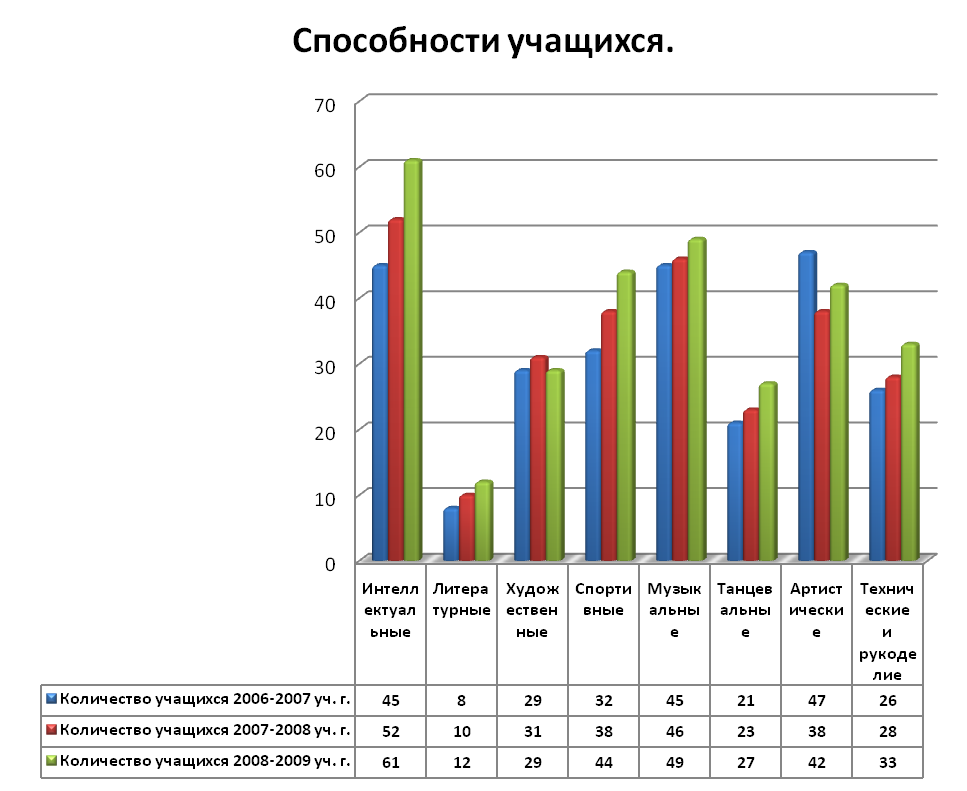 Способности учащихся.
70
60
50
40
30
20
10
0
Интелл
ектуал
ьные
Литера
турные
Худож
ествен
ные
Спорти
вные
Музык
альны
е
Танцев
альны
е
Артист
ически
е
Технич
еские
и
рукоде
лие
Количество учащихся 2006-2007 уч. г. 45 8 29 32 45 21 47 26
Количество учащихся 2007-2008 уч. г. 52 10 31 38 46 23 38 28
Количество учащихся 2008-2009 уч. г. 61 12 29 44 49 27 42 33